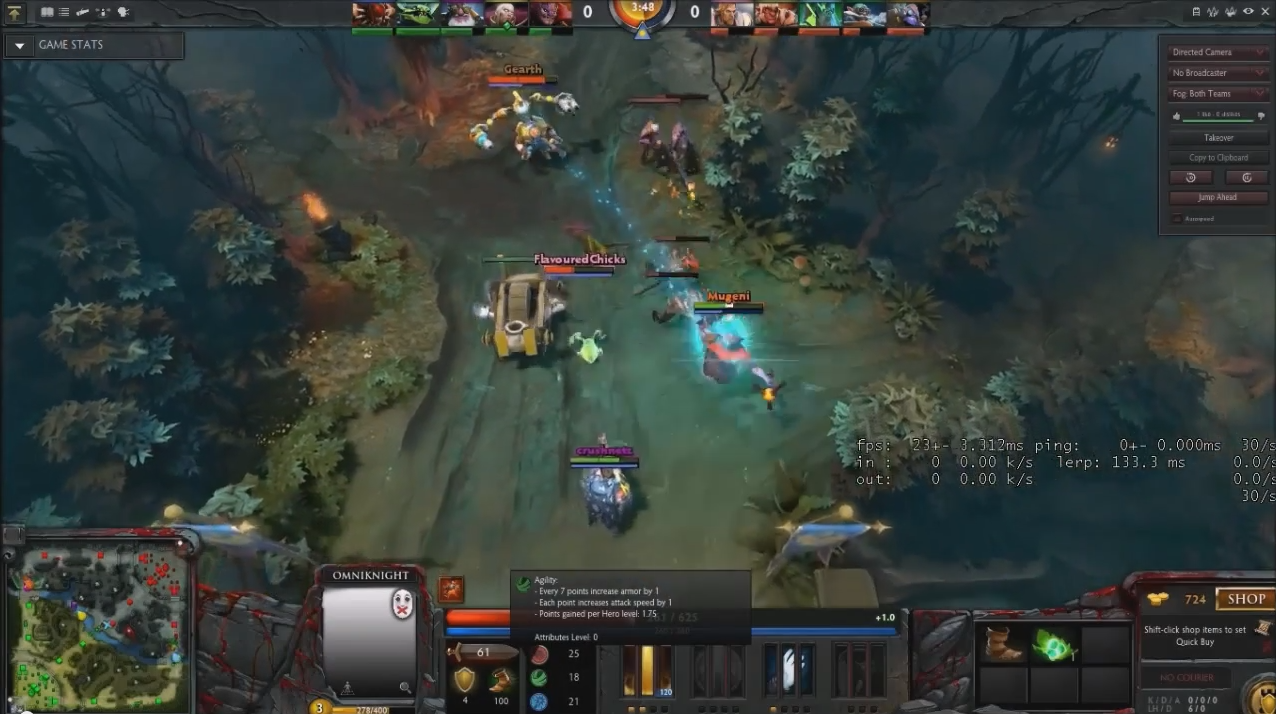 0
3:48
0
GAME STATS
Directed Camera
No Broadcaster
Fog: Both Teams
Takeover
Copy to Clipboard
Jump Ahead
Gearth
FlavouredChicks
Mugeni
crushnetc
fps: 23+- 3.312ms ping: 0+- 0.000ms 30/s
in : 0 0.00 k/s lerp: 133.3 ms 0.0/s
out: 0 0.00 k/s 0.0/s
30/s
OMNIKNIGHT
Agility:
- Every 7 points increase armor by 1
- Each point increases attack speed by 1
- Points gained per Hero level: 1.75
Attributes Level: 0
/ 625
+1.0
61
25
4
100
18
21
120
3
278/400
724
SHOP
Shift-click shop items to set
Quick Buy
NO COURIER
K/D/A 0/0/0
LH/D 6/0